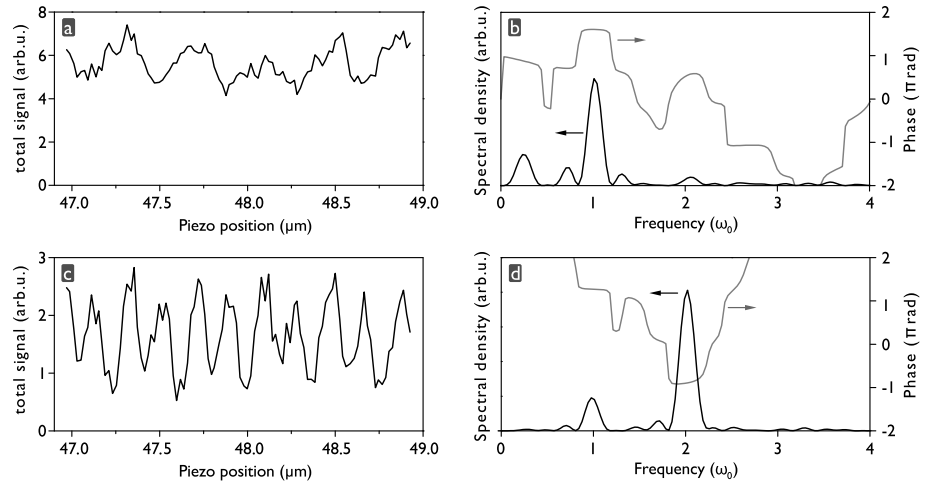 a
total signal (arb.u.)
8
6
4
2
0
47.0 47.5 48.0 48.5 49.0
Piezo position (µm)
b
Spectral density (arb.u.)
2
1
0
-1
-2
Phase (π rad)
0 1 2 3 4
Frequency (ω₀)
c
total signal (arb.u.)
3
2
1
0
47.0 47.5 48.0 48.5 49.0
Piezo position (µm)
d
Spectral density (arb.u.)
2
1
0
-1
-2
Phase (π rad)
0 1 2 3 4
Frequency (ω₀)